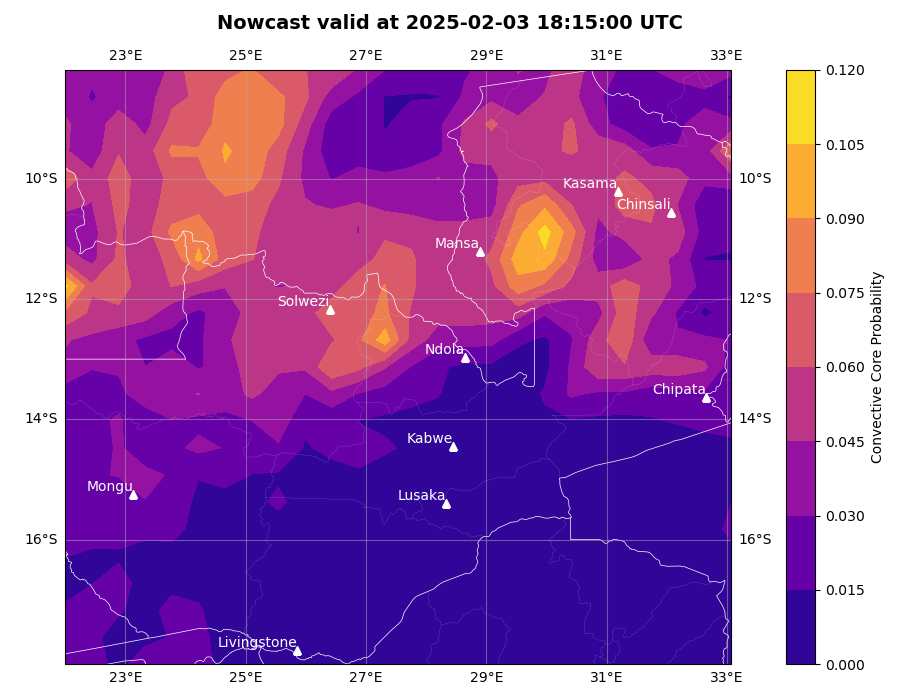 Nowcast valid at 2025-02-03 18:15:00 UTC
23°E 25°E 27°E 29°E 31°E 33°E
0.120
0.105
10°S Kasama 10°S
Chinsali
0.090
Mansa
0.075
12°S Solwezi 12°S
0.060
Ndola
Chipata
14°S 14°S
0.045
Kabwe
Mongu
Lusaka
0.030
16°S 16°S
0.015
Livingstone
0.000
23°E 25°E 27°E 29°E 31°E 33°E
Convective Core Probability